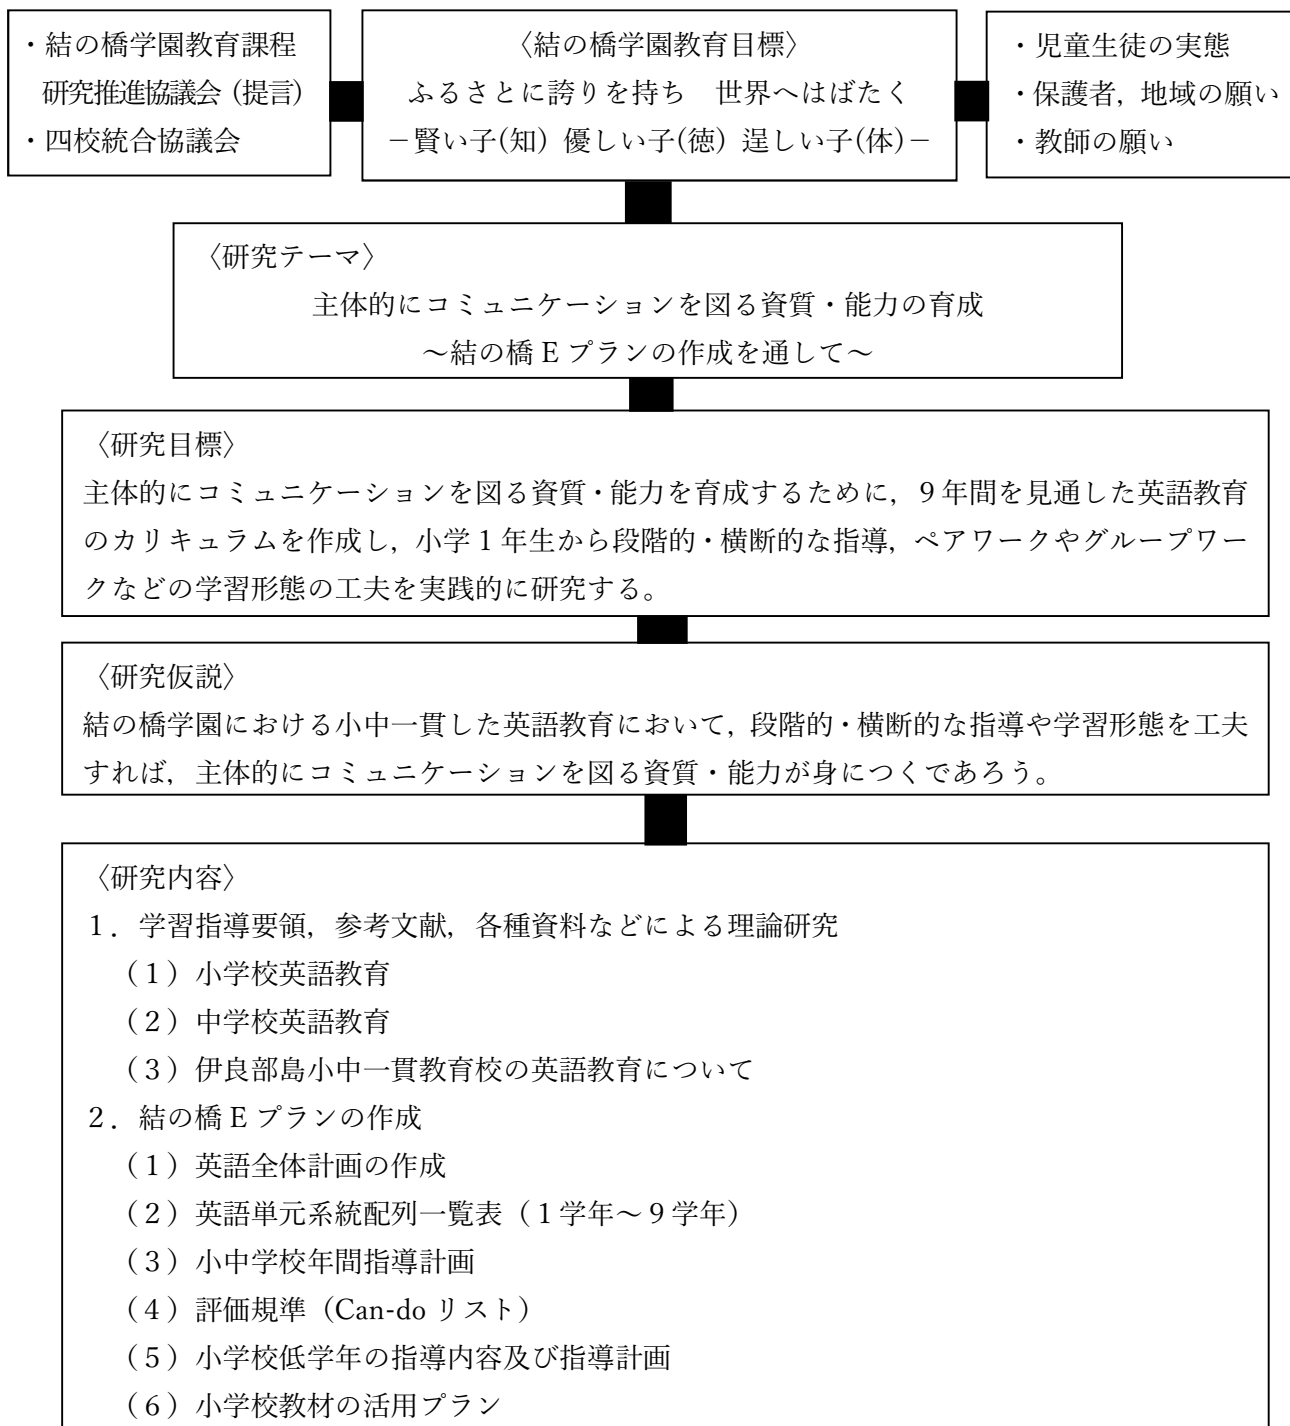 ・結の橋学園教育課程
研究推進協議会（提言）
・四校統合協議会
〈結の橋学園教育目標〉
ふるさとに誇りを持ち　世界へはばたく
－賢い子(知) 優しい子(徳) 逞しい子(体)－
・児童生徒の実態
・保護者，地域の願い
・教師の願い
〈研究テーマ〉
主体的にコミュニケーションを図る資質・能力の育成
～結の橋 E プランの作成を通して～
〈研究目標〉
主体的にコミュニケーションを図る資質・能力を育成するために，９年間を見通した英語教育
のカリキュラムを作成し，小学１年生から段階的・横断的な指導，ペアワークやグループワー
クなどの学習形態の工夫を実践的に研究する。
〈研究仮説〉
結の橋学園における小中一貫した英語教育において，段階的・横断的な指導や学習形態を工夫
すれば，主体的にコミュニケーションを図る資質・能力が身につくであろう。
〈研究内容〉
１．学習指導要領，参考文献，各種資料などによる理論研究
（１）小学校英語教育
（２）中学校英語教育
（３）伊良部島小中一貫教育校の英語教育について
２．結の橋 E プランの作成
（１）英語全体計画の作成
（２）英語単元系統配列一覧表（１学年～９学年）
（３）小中学校年間指導計画
（４）評価規準（Can-do リスト）
（５）小学校低学年の指導内容及び指導計画
（６）小学校教材の活用プラン